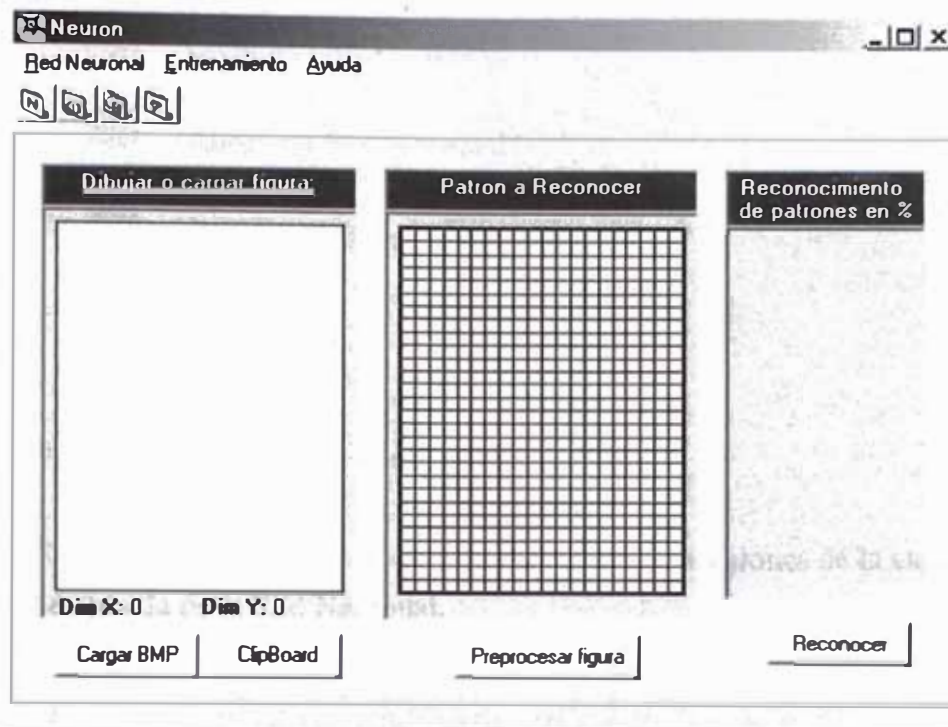 Neuron
Red Neuronal Entrenamiento Ayuda
Dibujar o cargar figura:
Patron a Reconocer
Reconocimiento
de patrones en %
Dim X: 0 Dim Y: 0
Cargar BMP ClipBoard
Preprocesar figura
Reconocer